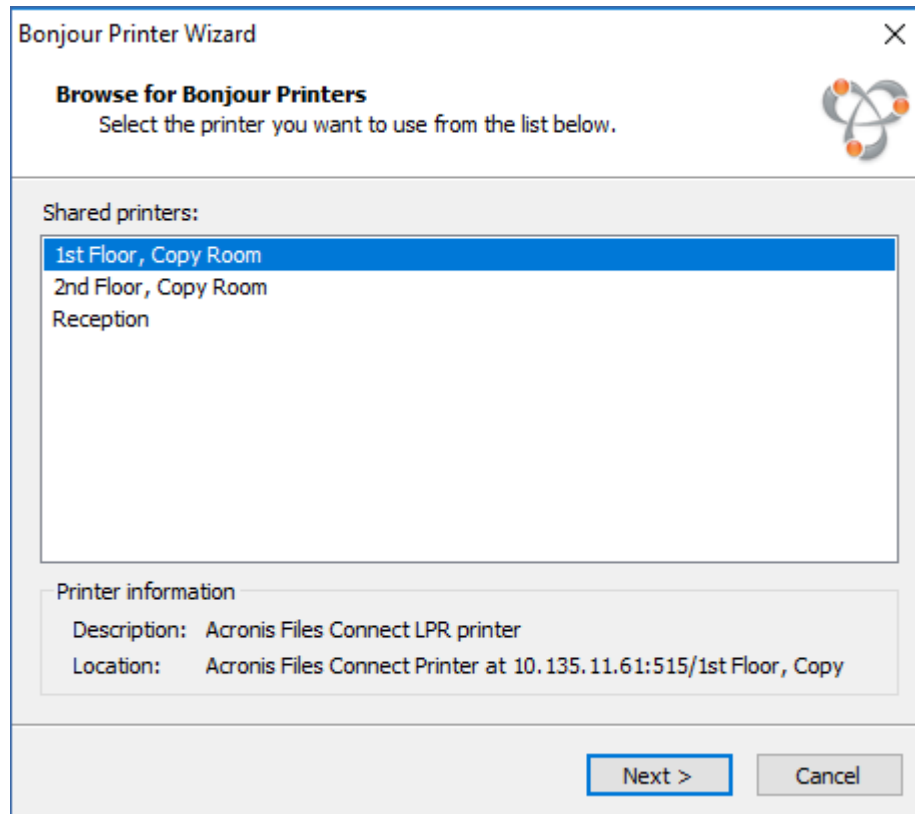 Bonjour Printer Wizard
Browse for Bonjour Printers
Select the printer you want to use from the list below.
Shared printers:
1st Floor, Copy Room
2nd Floor, Copy Room
Reception
Printer information
Description: Acronis Files Connect LPR printer
Location: Acronis Files Connect Printer at 10.135.11.61:515/1st Floor, Copy
Next >
Cancel